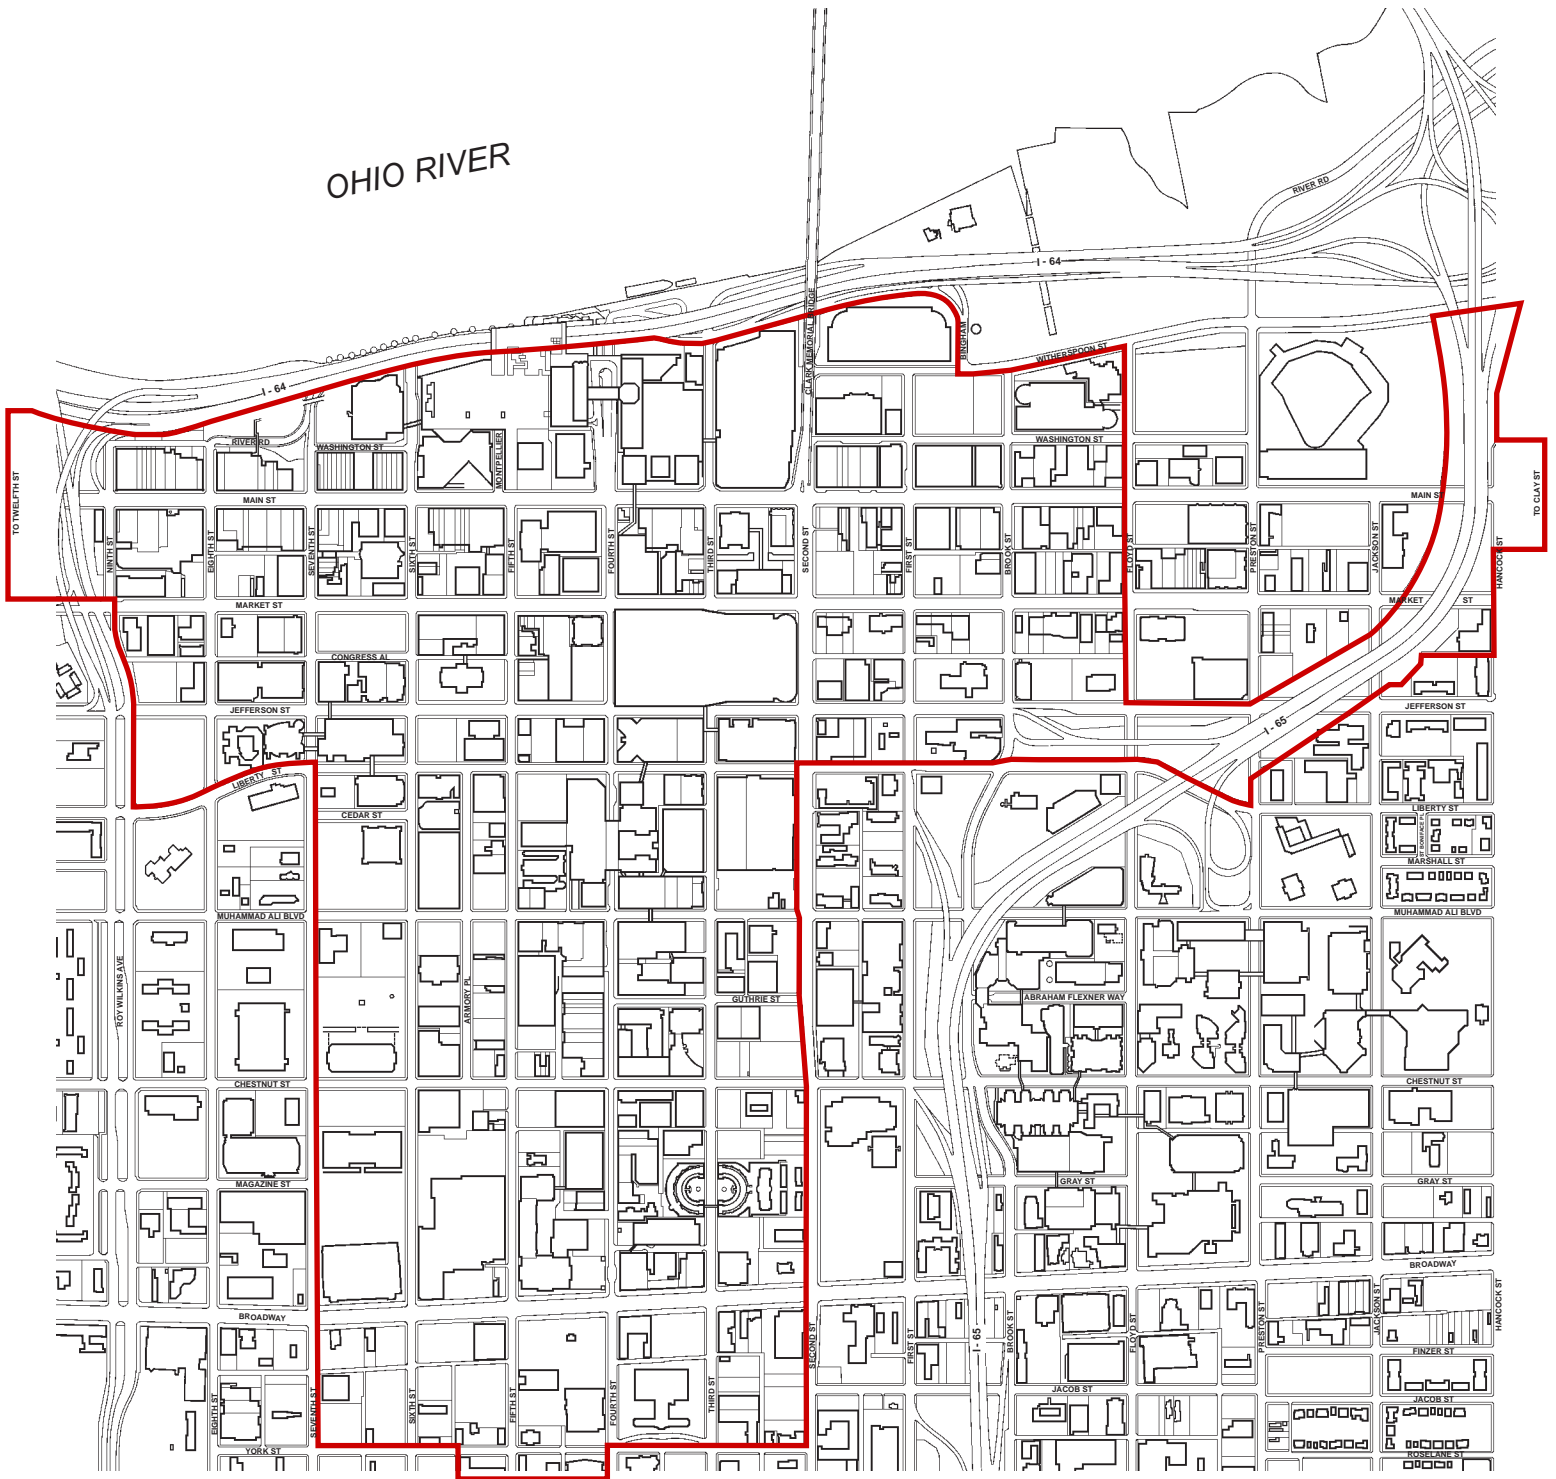 OHIO RIVER
RIVER RD
I - 64
CLARK MEMORIAL BRIDGE
BINGHAM
WITHERSPOON ST
I - 64
RIVER RD
WASHINGTON ST
MONTPELLIER
WASHINGTON ST
TO TWELFTH ST
MAIN ST
MAIN ST
TO CLAY ST
NINTH ST
EIGHTH ST
SEVENTH ST
SIXTH ST
FIFTH ST
FOURTH ST
THIRD ST
SECOND ST
FIRST ST
BROOK ST
FLOYD ST
PRESTON ST
JACKSON ST
HANCOCK ST
MARKET ST
MARKET ST
CONGRESS AL
JEFFERSON ST
JEFFERSON ST
I - 65
LIBERTY ST
LIBERTY ST
CEDAR ST
ST BONIFACE PL
MARSHALL ST
MUHAMMAD ALI BLVD
MUHAMMAD ALI BLVD
ROY WILKINS AVE
ARMORY PL
GUTHRIE ST
ABRAHAM FLEXNER WAY
CHESTNUT ST
CHESTNUT ST
MAGAZINE ST
GRAY ST
GRAY ST
BROADWAY
BROADWAY
I - 65
SECOND ST
FIRST ST
BROOK ST
FLOYD ST
PRESTON ST
JACKSON ST
HANCOCK ST
FINZER ST
EIGHTH ST
SEVENTH ST
SIXTH ST
FIFTH ST
FOURTH ST
THIRD ST
JACOB ST
JACOB ST
YORK ST
ROSELANE ST